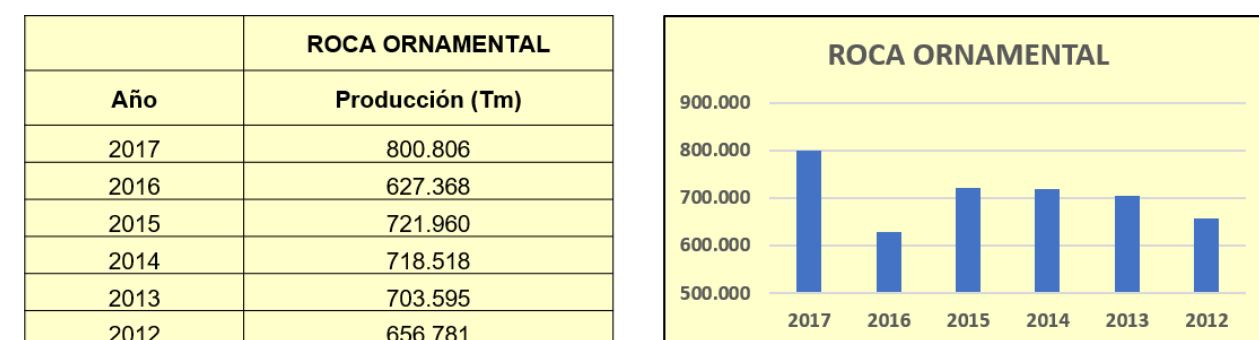 ROCA ORNAMENTAL
Año Producción (Tm)
2017 800.806
2016 627.368
2015 721.960
2014 718.518
2013 703.595
2012 656.781
ROCA ORNAMENTAL
900.000
800.000
700.000
600.000
500.000
2017 2016 2015 2014 2013 2012